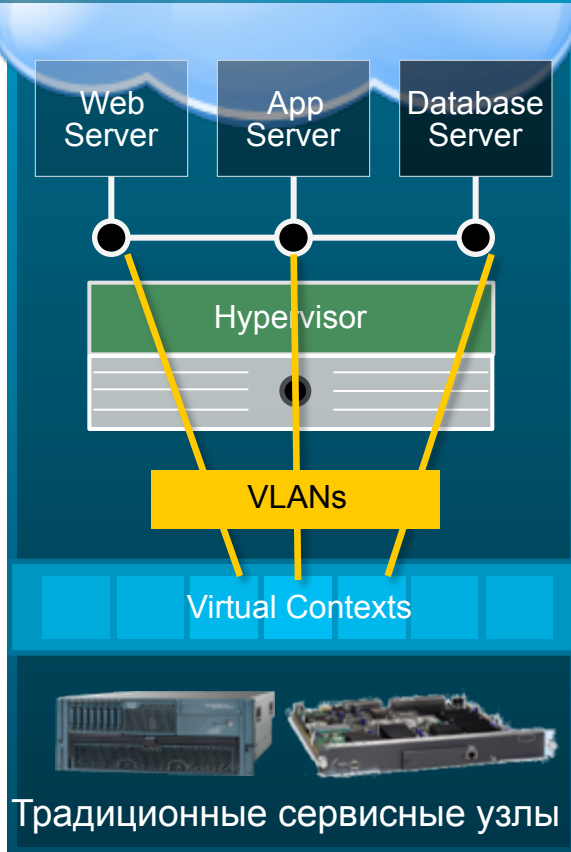 Web
Server
App
Server
Database
Server
Hypervisor
VLANs
Virtual Contexts
Традиционные сервисные узлы